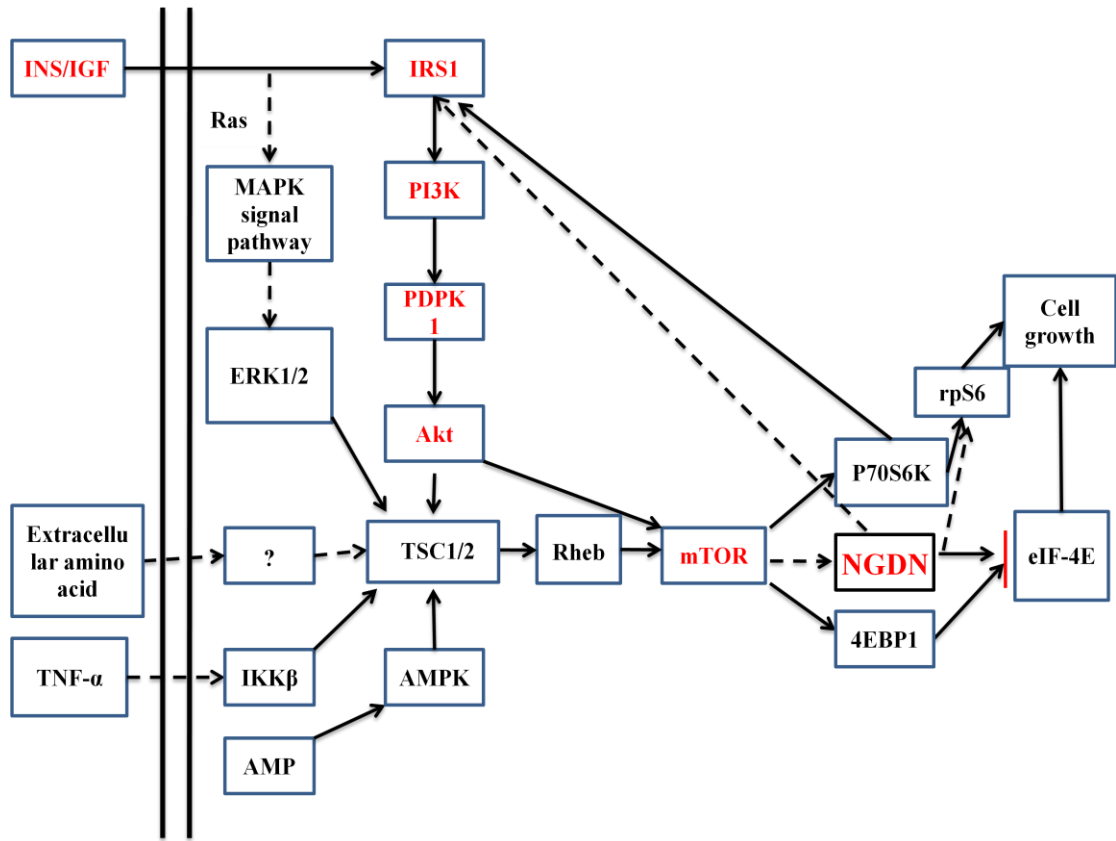 INS/IGF
IRS1
Ras
MAPK
signal
pathway
PI3K
PDPK
1
ERK1/2
Akt
Cell
growth
rpS6
P70S6K
Extracellu
lar amino
acid
?
TSC1/2
Rheb
mTOR
NGDN
eIF-4E
4EBP1
TNF-α
IKKβ
AMPK
AMP